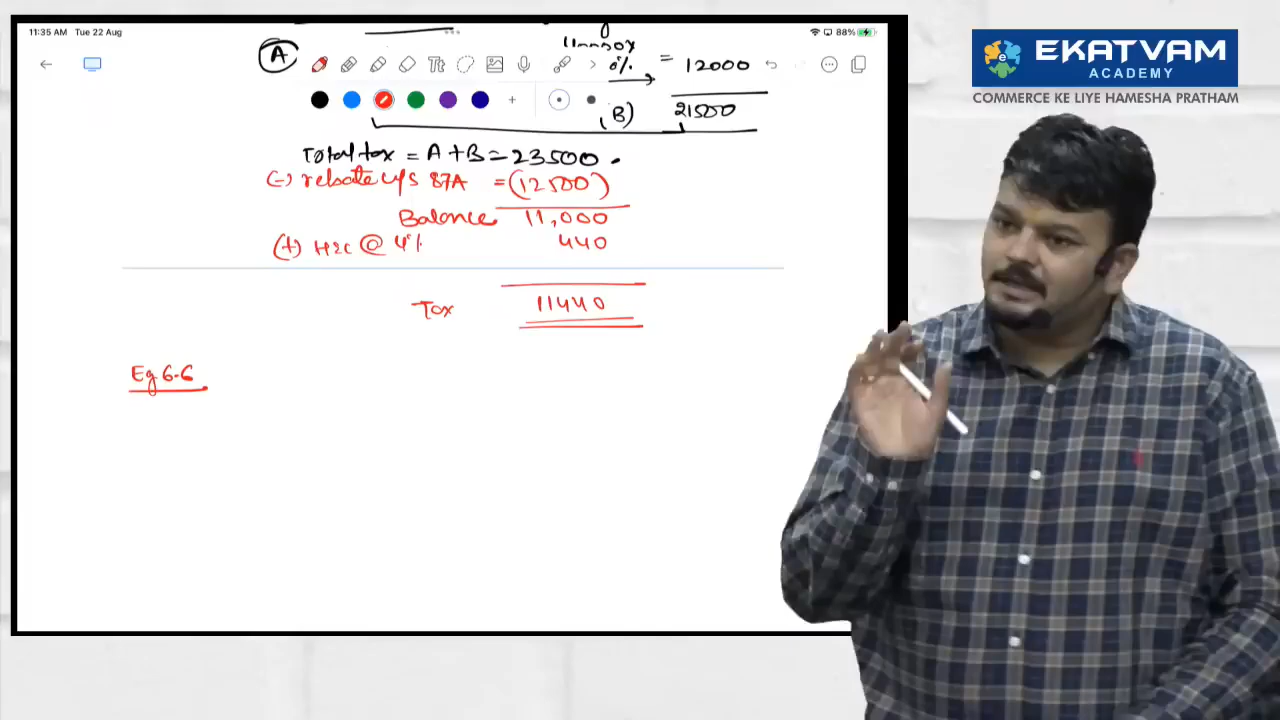 11:35 AM Tue 22 Aug
88%
EKATVAM
ACADEMY
COMMERCE KE LIYE HAMESHA PRATHAM
A
% = 12000
(B) 21500
Total tax = A+B = 23500.
(-) rebate u/s 87A = (12500)
Balance 11,000
(+) H&C @ 4% 440
Tax 11440
Eg 6.6